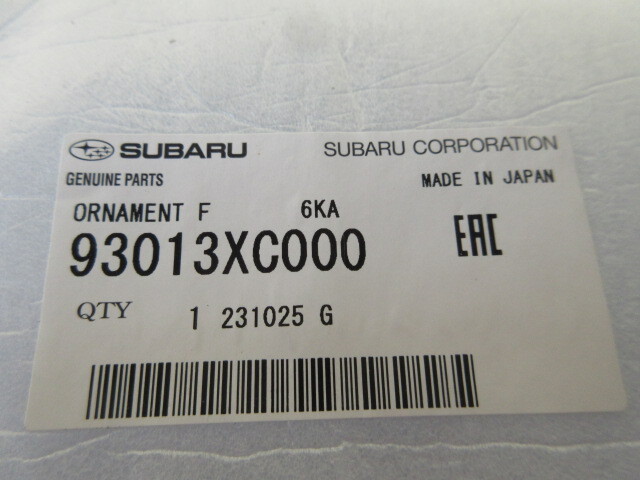 SUBARU SUBARU CORPORATION
GENUINE PARTS MADE IN JAPAN
ORNAMENT F 6KA
93013XC000 EAC
QTY 1 231025 G